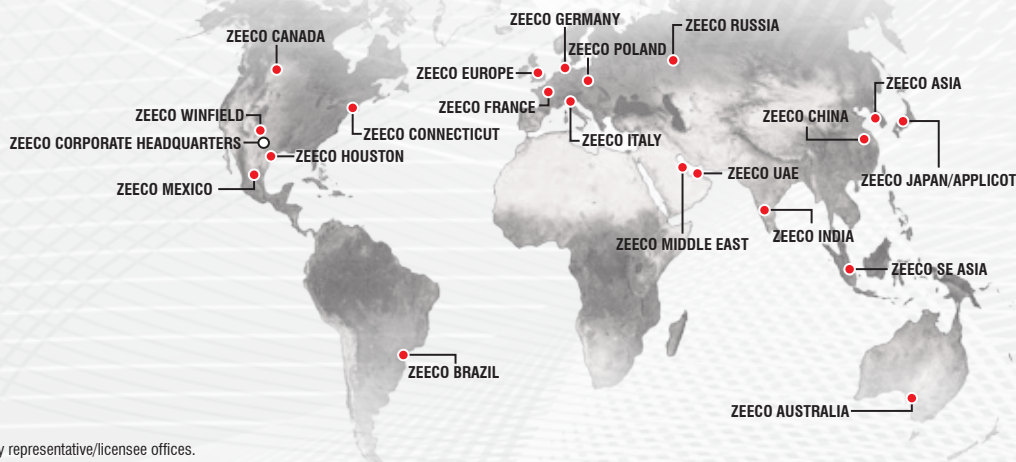 ZEECO GERMANY
ZEECO RUSSIA
ZEECO CANADA
ZEECO POLAND
ZEECO EUROPE
ZEECO ASIA
ZEECO FRANCE
ZEECO WINFIELD
ZEECO CHINA
ZEECO CONNECTICUT
ZEECO ITALY
ZEECO CORPORATE HEADQUARTERS
ZEECO HOUSTON
ZEECO UAE
ZEECO JAPAN/APPLICOT
ZEECO MEXICO
ZEECO INDIA
ZEECO MIDDLE EAST
ZEECO SE ASIA
ZEECO BRAZIL
ZEECO AUSTRALIA
representative/licensee offices.